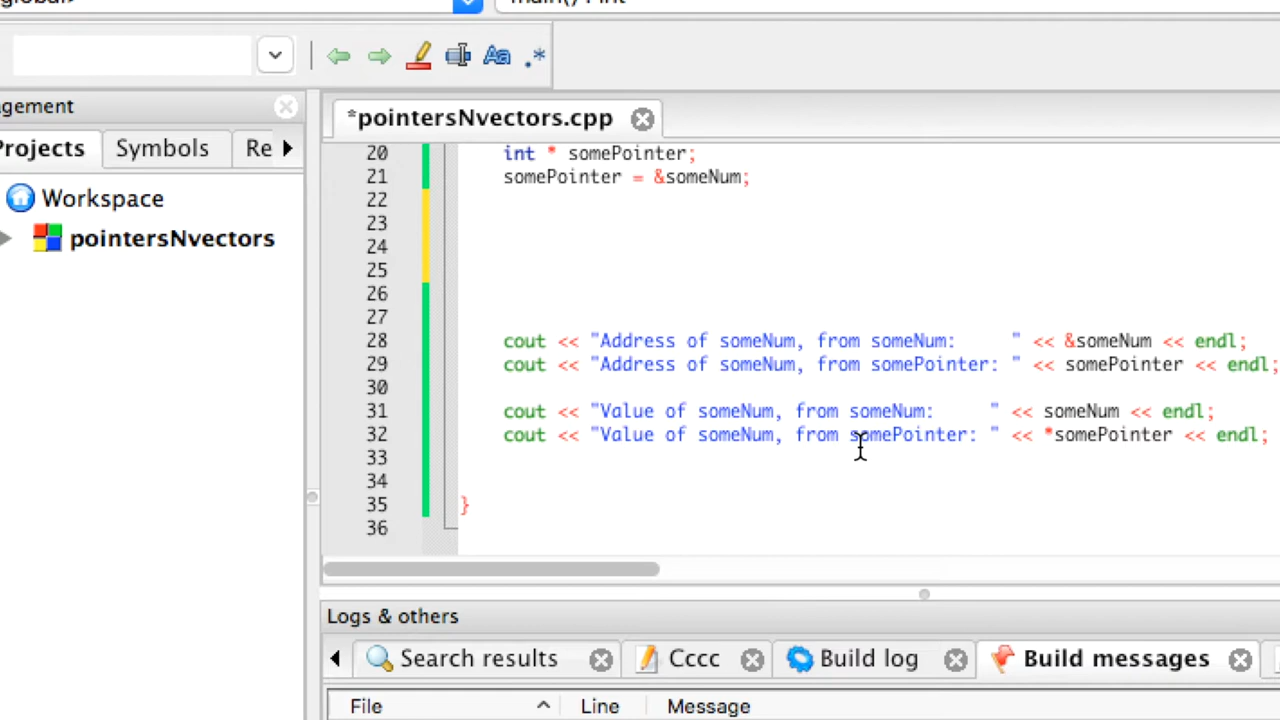 Aa .*
agement
*pointersNvectors.cpp
Projects Symbols Re
Workspace
pointersNvectors
20 int * somePointer;
21 somePointer = &someNum;
22
23
24
25
26
27
28 cout << "Address of someNum, from someNum: " << &someNum << endl;
29 cout << "Address of someNum, from somePointer: " << somePointer << endl;
30
31 cout << "Value of someNum, from someNum: " << someNum << endl;
32 cout << "Value of someNum, from somePointer: " << *somePointer << endl;
33
34
35 }
36
Logs & others
Search results Cccc Build log Build messages
File Line Message